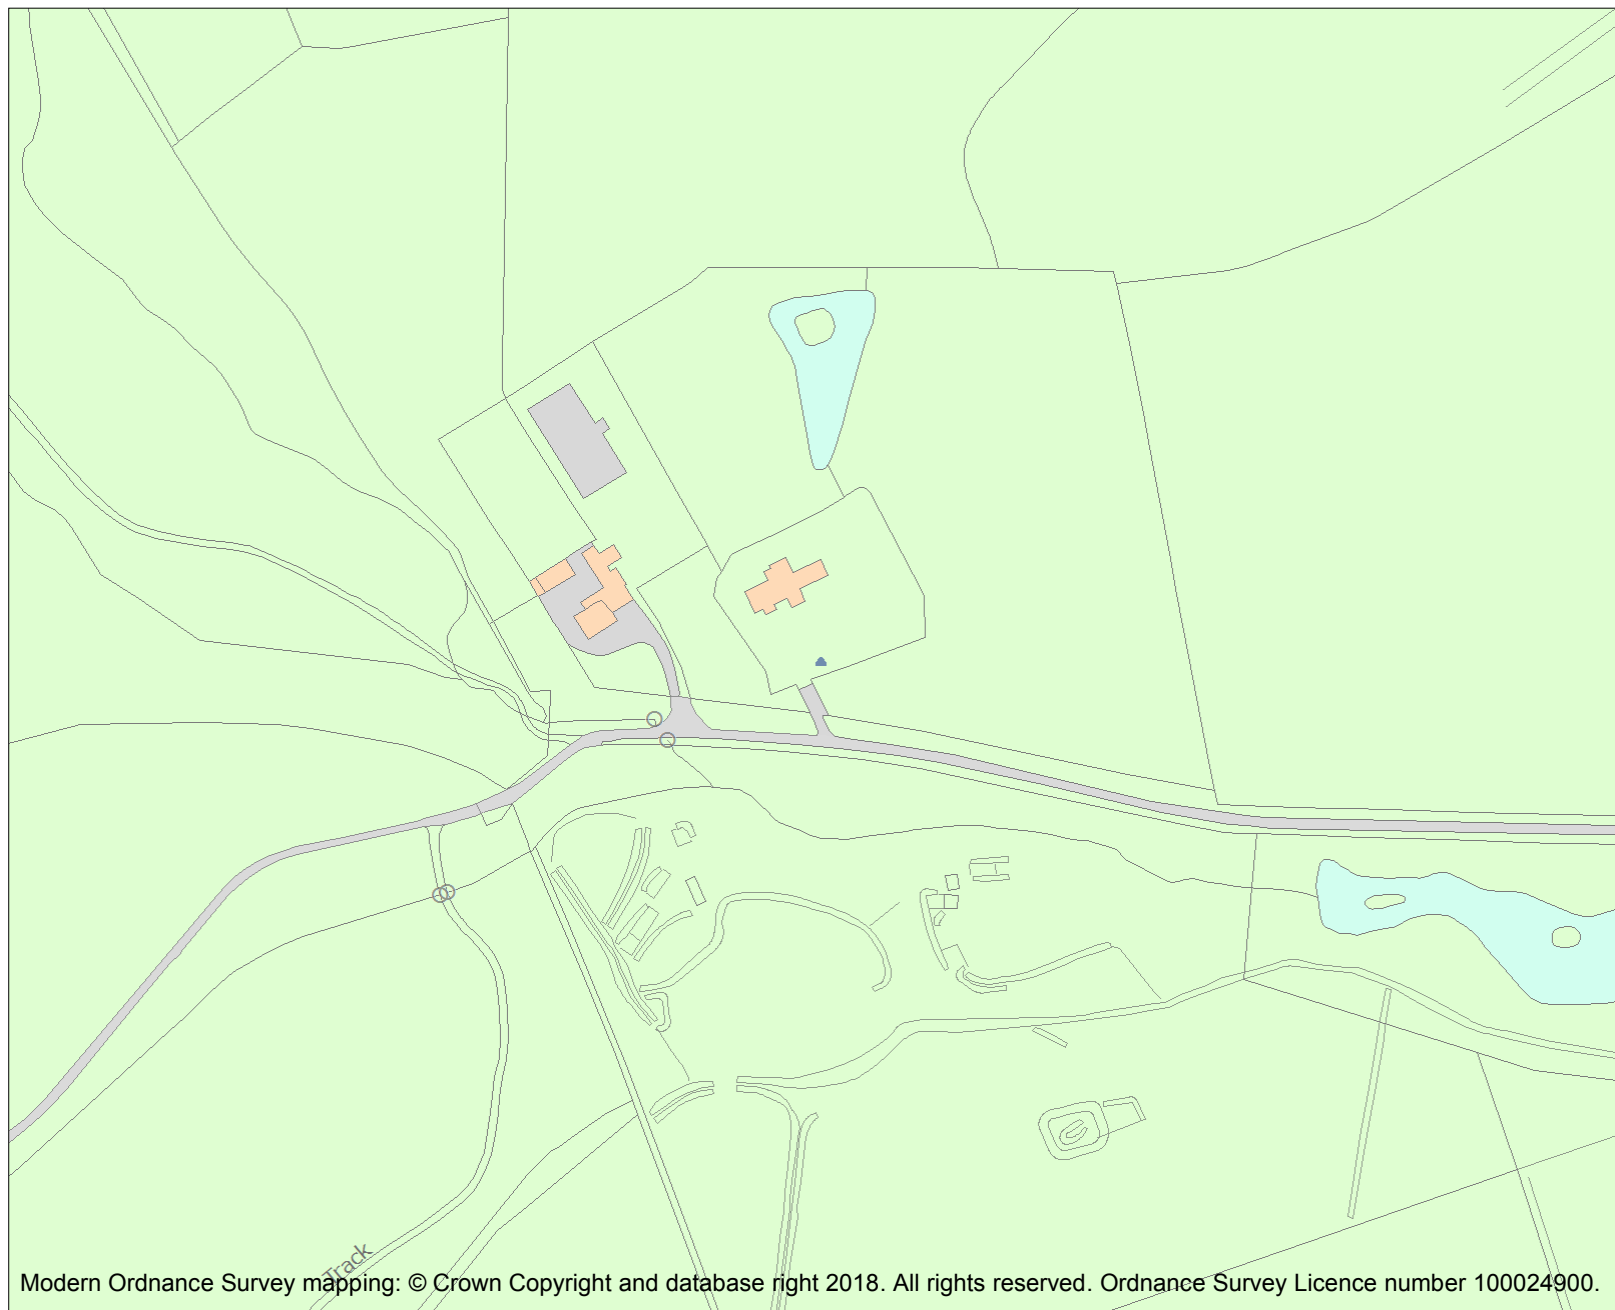 Track
Modern Ordnance Survey mapping: © Crown Copyright and database right 2018. All rights reserved. Ordnance Survey Licence number 100024900.